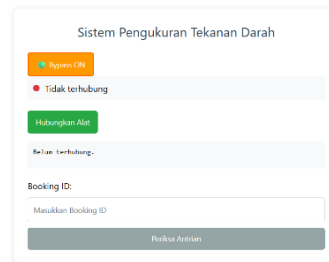 Sistem Pengukuran Tekanan Darah
Bypass ON
Tidak terhubung
Hubungkan Alat
Belum terhubung.
Booking ID:
Masukkan Booking ID
Periksa Antrian